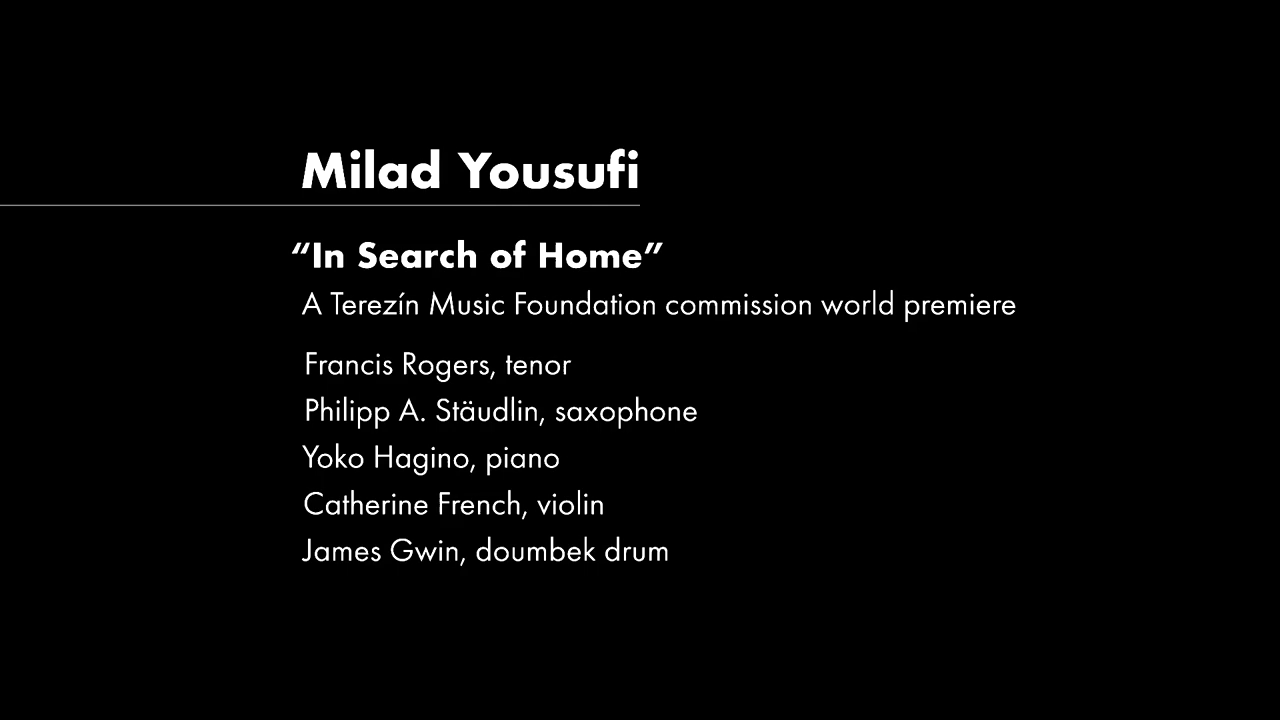 Milad Yousufi
“In Search of Home”
A Terezín Music Foundation commission world premiere
Francis Rogers, tenor
Philipp A. Stäudlin, saxophone
Yoko Hagino, piano
Catherine French, violin
James Gwin, doumbek drum